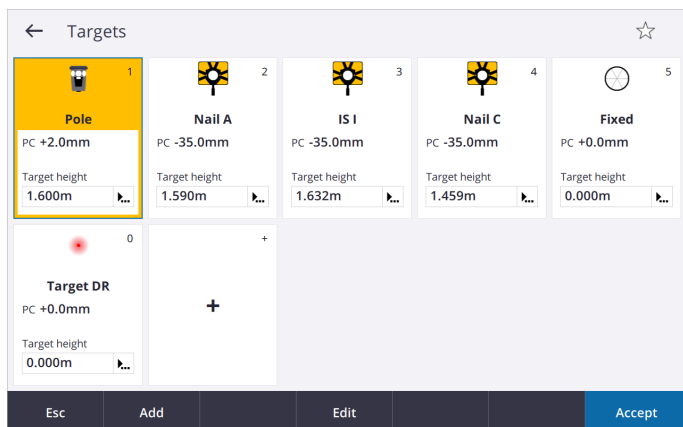 Targets
1 2 3 4 5
Pole Nail A IS I Nail C Fixed
PC +2.0mm PC -35.0mm PC -35.0mm PC -35.0mm PC +0.0mm
Target height Target height Target height Target height Target height
1.600m 1.590m 1.632m 1.459m 0.000m
0 +
Target DR
PC +0.0mm
+
Target height
0.000m
Esc Add Edit Accept